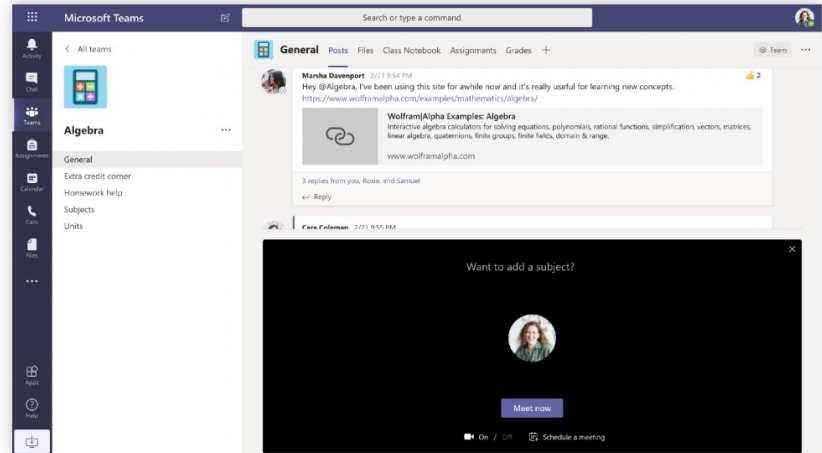 Microsoft Teams
Search or type a command
Activity
Chat
Teams
Assignments
Calendar
Calls
Files
Apps
Help
All teams
Algebra
General
Extra credit corner
Homework help
Subjects
Units
General Posts Files Class Notebook Assignments Grades
Team
Marsha Davenport 2/21 9:54 PM
2
Hey @Algebra, I've been using this site for awhile now and it's really useful for learning new concepts.
https://www.wolframalpha.com/examples/mathematics/algebra/
Wolfram|Alpha Examples: Algebra
Interactive algebra calculators for solving equations, polynomials, rational functions, simplification, vectors, matrices,
linear algebra, quaternions, finite groups, finite fields, domain & range.
www.wolframalpha.com
3 replies from you, Rosie, and Samuel
Reply
Cara Coleman 2/21 9:55 PM
Want to add a subject?
Meet now
On / Off Schedule a meeting